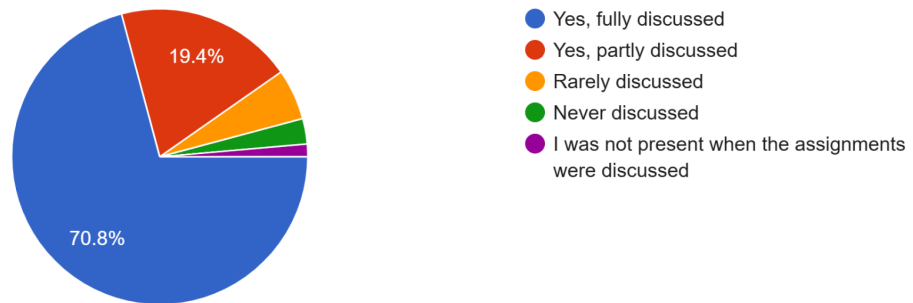 Yes, fully discussed
19.4%
Yes, partly discussed
Rarely discussed
Never discussed
I was not present when the assignments
were discussed
70.8%